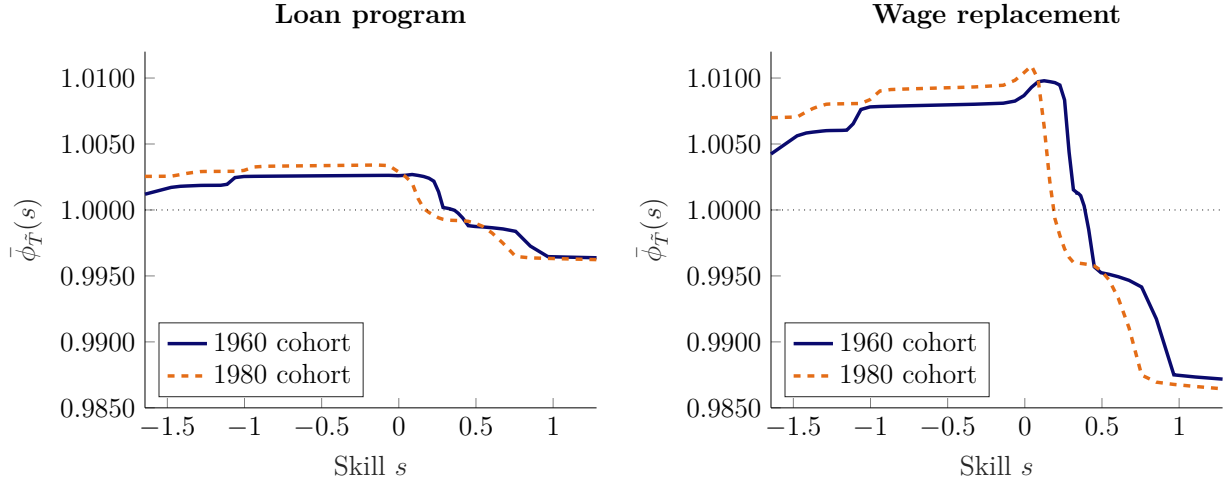 Loan program
1.0100
1.0050
1.0000
0.9950
0.9900
0.9850
ϕ̄_T̃(s)
1960 cohort
1980 cohort
−1.5 −1 −0.5 0 0.5 1
Skill s
Wage replacement
1.0100
1.0050
1.0000
0.9950
0.9900
0.9850
ϕ̄_T̃(s)
1960 cohort
1980 cohort
−1.5 −1 −0.5 0 0.5 1
Skill s